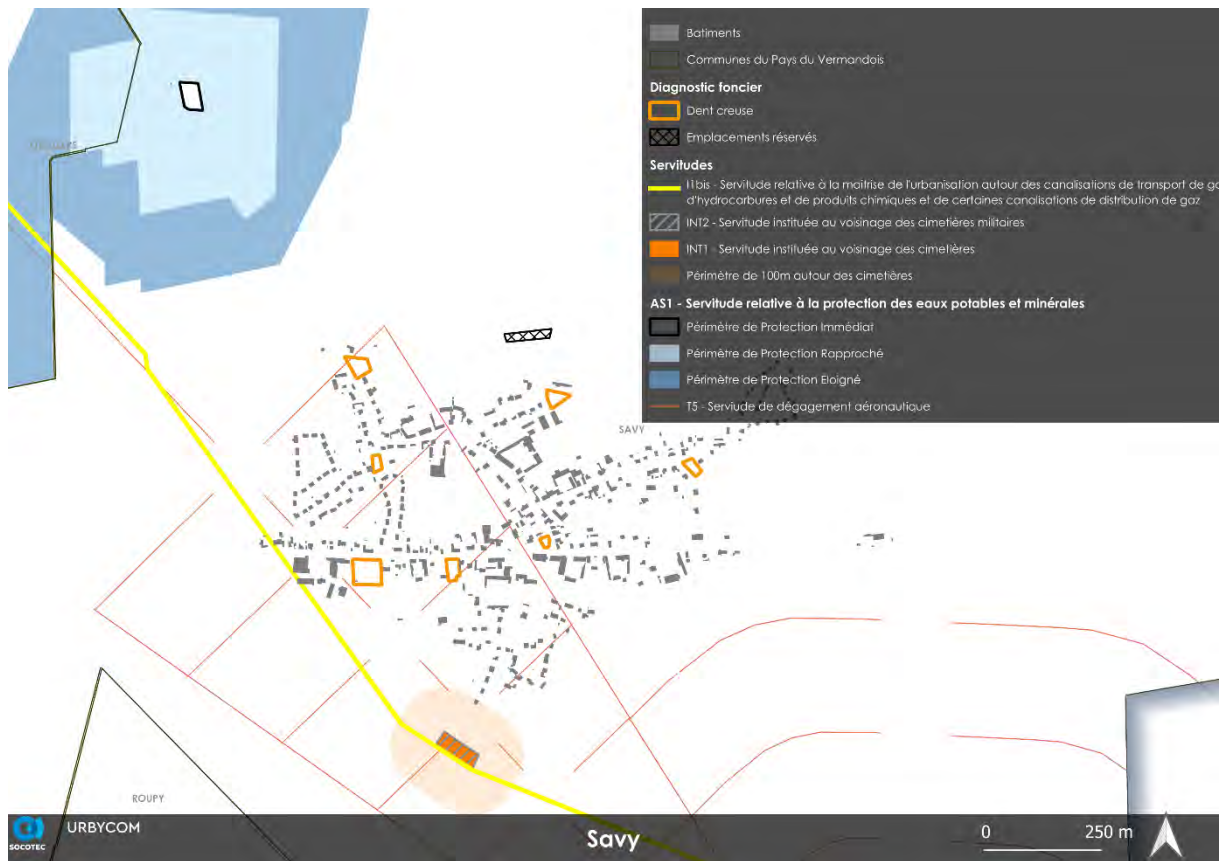 Batiments
Communes du Pays du Vermandois
Diagnostic foncier
Dent creuse
Emplacements réservés
Servitudes
I1bis - Servitude relative à la maitrise de l'urbanisation autour des canalisations de transport de ga
d'hydrocarbures et de produits chimiques et de certaines canalisations de distribution de gaz
INT2 - Servitude instituée au voisinage des cimetières militaires
INT1 - Servitude instituée au voisinage des cimetières
Périmètre de 100m autour des cimetières
AS1 - Servitude relative à la protection des eaux potables et minérales
Périmètre de Protection Immédiat
Périmètre de Protection Rapproché
Périmètre de Protection Eloigné
T5 - Serviude de dégagement aéronautique
SAVY
ROUPY
SOCOTEC
URBYCOM
Savy
0 250 m